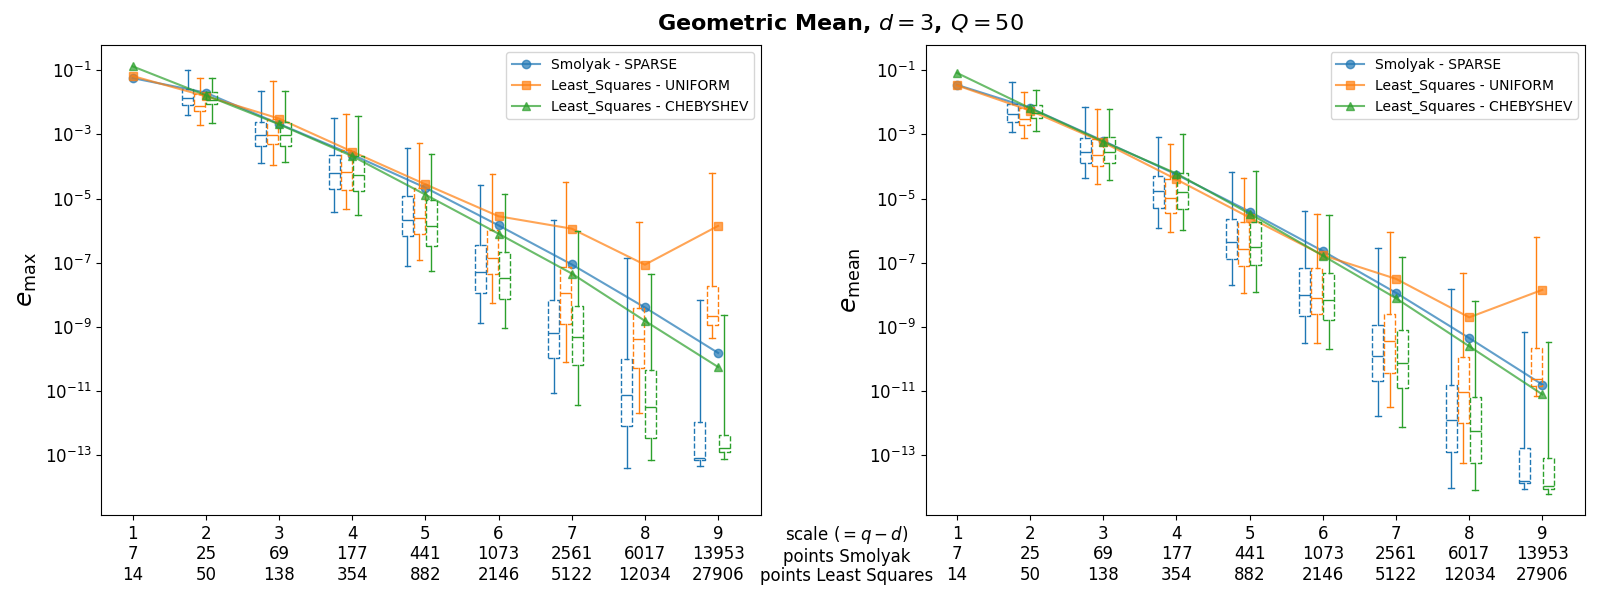 Geometric Mean, d = 3, Q = 50
e_max
10^−1
10^−3
10^−5
10^−7
10^−9
10^−11
10^−13
Smolyak - SPARSE
Least_Squares - UNIFORM
Least_Squares - CHEBYSHEV
1 2 3 4 5 6 7 8 9
7 25 69 177 441 1073 2561 6017 13953
14 50 138 354 882 2146 5122 12034 27906
scale (= q − d)
points Smolyak
points Least Squares
e_mean
10^−1
10^−3
10^−5
10^−7
10^−9
10^−11
10^−13
Smolyak - SPARSE
Least_Squares - UNIFORM
Least_Squares - CHEBYSHEV
1 2 3 4 5 6 7 8 9
7 25 69 177 441 1073 2561 6017 13953
14 50 138 354 882 2146 5122 12034 27906